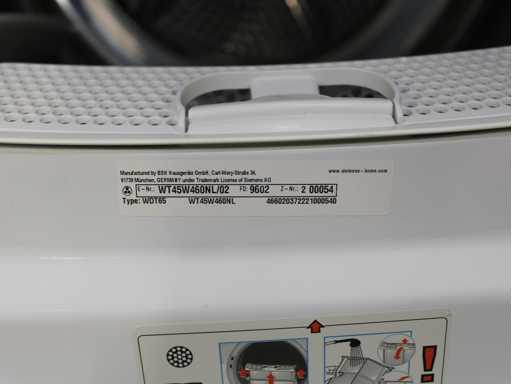 Manufactured by BSH Hausgeräte GmbH, Carl-Wery-Straße 34,
81739 München, GERMANY under Trademark License of Siemens AG
www.siemens-home.com
E-Nr.: WT45W460NL/02 FD: 9602 Z-Nr.: 2 00054
Type: WDT65 WT45W460NL 466020372221000540